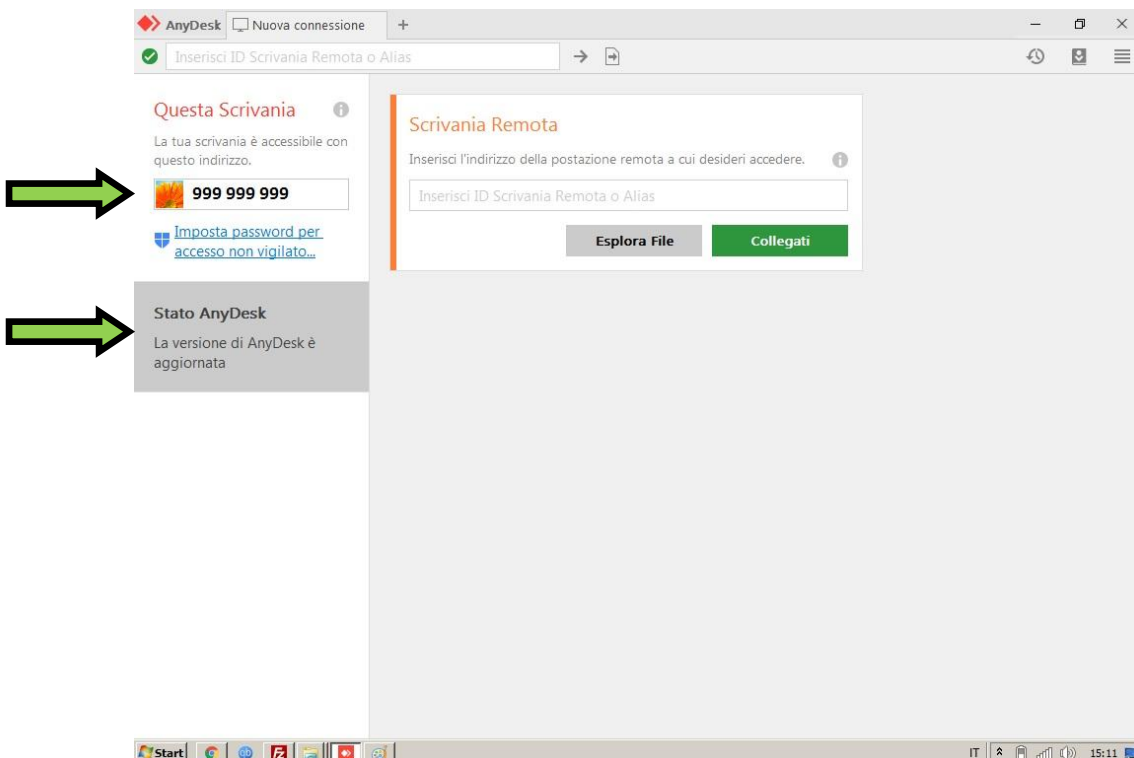 AnyDesk Nuova connessione +
Inserisci ID Scrivania Remota o Alias
Questa Scrivania
La tua scrivania è accessibile con
questo indirizzo.
999 999 999
Imposta password per
accesso non vigilato...
Stato AnyDesk
La versione di AnyDesk è
aggiornata
Scrivania Remota
Inserisci l'indirizzo della postazione remota a cui desideri accedere.
Inserisci ID Scrivania Remota o Alias
Esplora File Collegati
Start IT 15:11